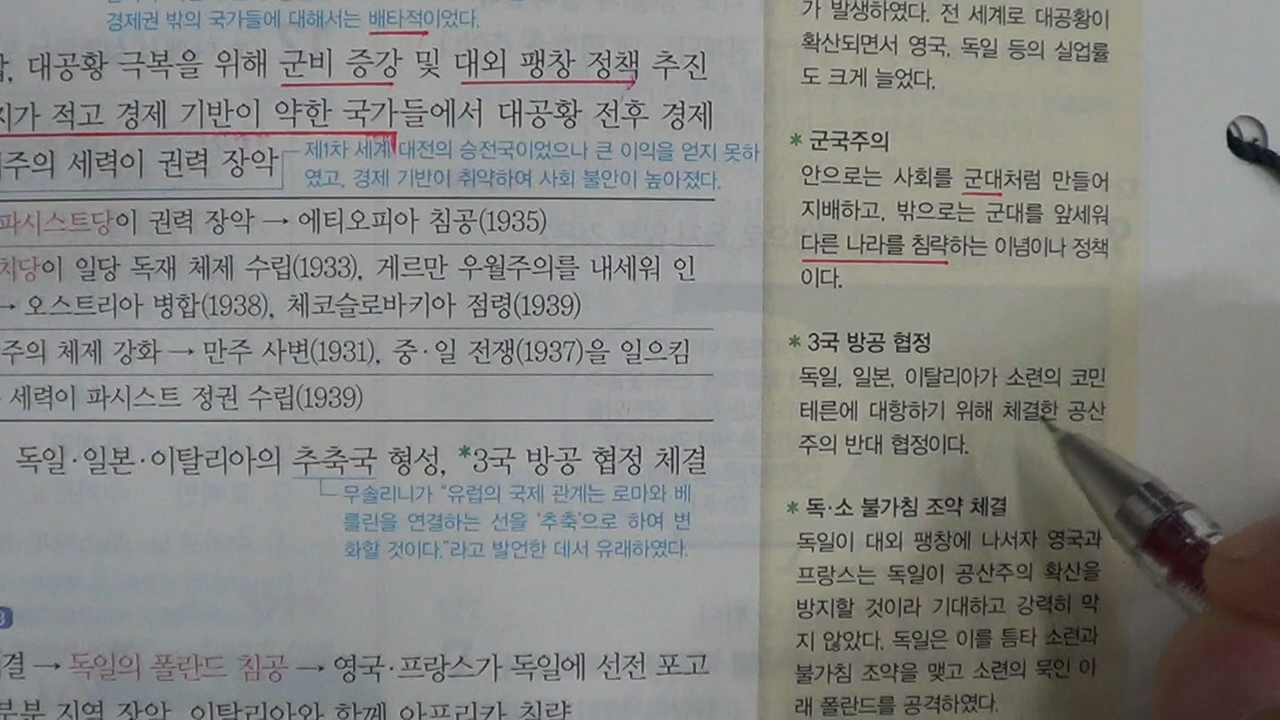 경제권 밖의 국가들에 대해서는 배타적이었다.
대공황 극복을 위해 군비 증강 및 대외 팽창 정책 추진
지가 적고 경제 기반이 약한 국가들에서 대공황 전후 경제
주의 세력이 권력 장악
제1차 세계 대전의 승전국이었으나 큰 이익을 얻지 못하
였고, 경제 기반이 취약하여 사회 불안이 높아졌다.
파시스트당이 권력 장악 → 에티오피아 침공(1935)
치당이 일당 독재 체제 수립(1933), 게르만 우월주의를 내세워 인
→ 오스트리아 병합(1938), 체코슬로바키아 점령(1939)
주의 체제 강화 → 만주 사변(1931), 중·일 전쟁(1937)을 일으킴
세력이 파시스트 정권 수립(1939)
독일·일본·이탈리아의 추축국 형성, *3국 방공 협정 체결
무솔리니가 “유럽의 국제 관계는 로마와 베
를린을 연결하는 선을 ‘추축’으로 하여 변
화할 것이다.”라고 발언한 데서 유래하였다.
결 → 독일의 폴란드 침공 → 영국·프랑스가 독일에 선전 포고
부분 지역 장악, 이탈리아와 함께 아프리카 침략
가 발생하였다. 전 세계로 대공황이
확산되면서 영국, 독일 등의 실업률
도 크게 늘었다.
* 군국주의
안으로는 사회를 군대처럼 만들어
지배하고, 밖으로는 군대를 앞세워
다른 나라를 침략하는 이념이나 정책
이다.
* 3국 방공 협정
독일, 일본, 이탈리아가 소련의 코민
테른에 대항하기 위해 체결한 공산
주의 반대 협정이다.
* 독·소 불가침 조약 체결
독일이 대외 팽창에 나서자 영국과
프랑스는 독일이 공산주의 확산을
방지할 것이라 기대하고 강력히 막
지 않았다. 독일은 이를 틈타 소련과
불가침 조약을 맺고 소련의 묵인 아
래 폴란드를 공격하였다.